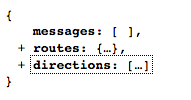 {
messages: [ ],
+ routes: {…},
+ directions: […]
}